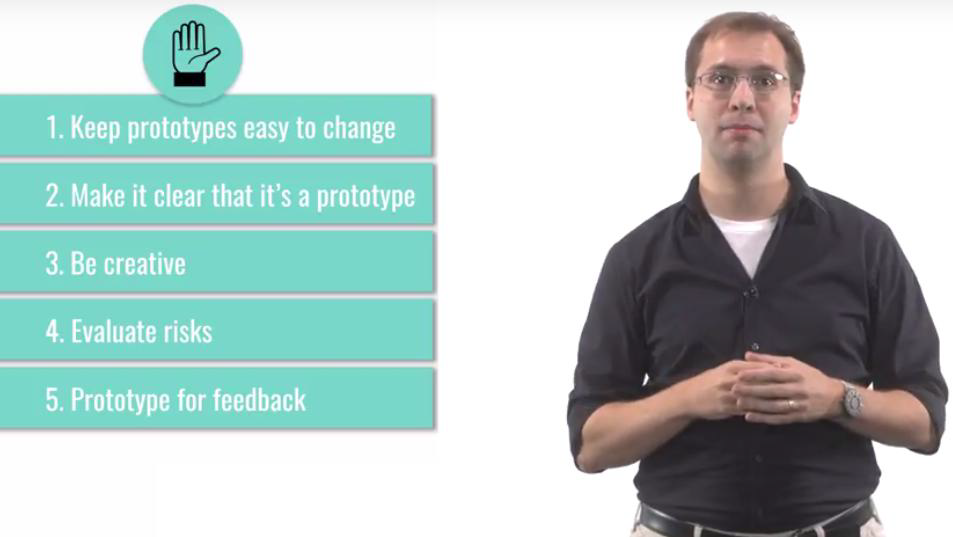 1. Keep prototypes easy to change
2. Make it clear that it's a prototype
3. Be creative
4. Evaluate risks
5. Prototype for feedback